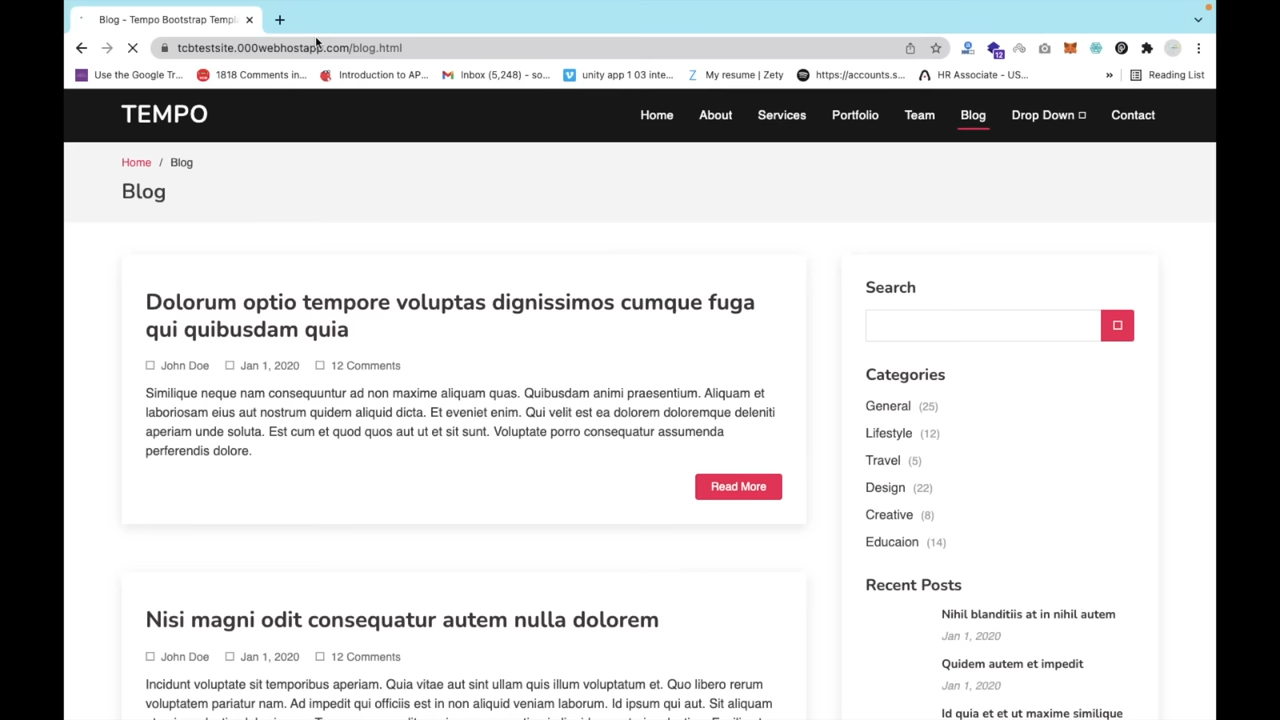 Blog – Tempo Bootstrap Templ
tcbtestsite.000webhostapp.com/blog.html
Use the Google Tr...
1818 Comments in...
Introduction to AP...
Inbox (5,248) - so...
unity app 1 03 inte...
My resume | Zety
https://accounts.s...
HR Associate - US...
»
Reading List
12
TEMPO
Home
About
Services
Portfolio
Team
Blog
Drop Down
Contact
Home / Blog
Blog
Dolorum optio tempore voluptas dignissimos cumque fuga
qui quibusdam quia
John Doe
Jan 1, 2020
12 Comments
Similique neque nam consequuntur ad non maxime aliquam quas. Quibusdam animi praesentium. Aliquam et
laboriosam eius aut nostrum quidem aliquid dicta. Et eveniet enim. Qui velit est ea dolorem doloremque deleniti
aperiam unde soluta. Est cum et quod quos aut ut et sit sunt. Voluptate porro consequatur assumenda
perferendis dolore.
Read More
Nisi magni odit consequatur autem nulla dolorem
John Doe
Jan 1, 2020
12 Comments
Incidunt voluptate sit temporibus aperiam. Quia vitae aut sint ullam quis illum voluptatum et. Quo libero rerum
voluptatem pariatur nam. Ad impedit qui officiis est in non aliquid veniam laborum. Id ipsum qui aut. Sit aliquam
Search
Categories
General (25)
Lifestyle (12)
Travel (5)
Design (22)
Creative (8)
Educaion (14)
Recent Posts
Nihil blanditiis at in nihil autem
Jan 1, 2020
Quidem autem et impedit
Jan 1, 2020
Id quia et et ut maxime similique